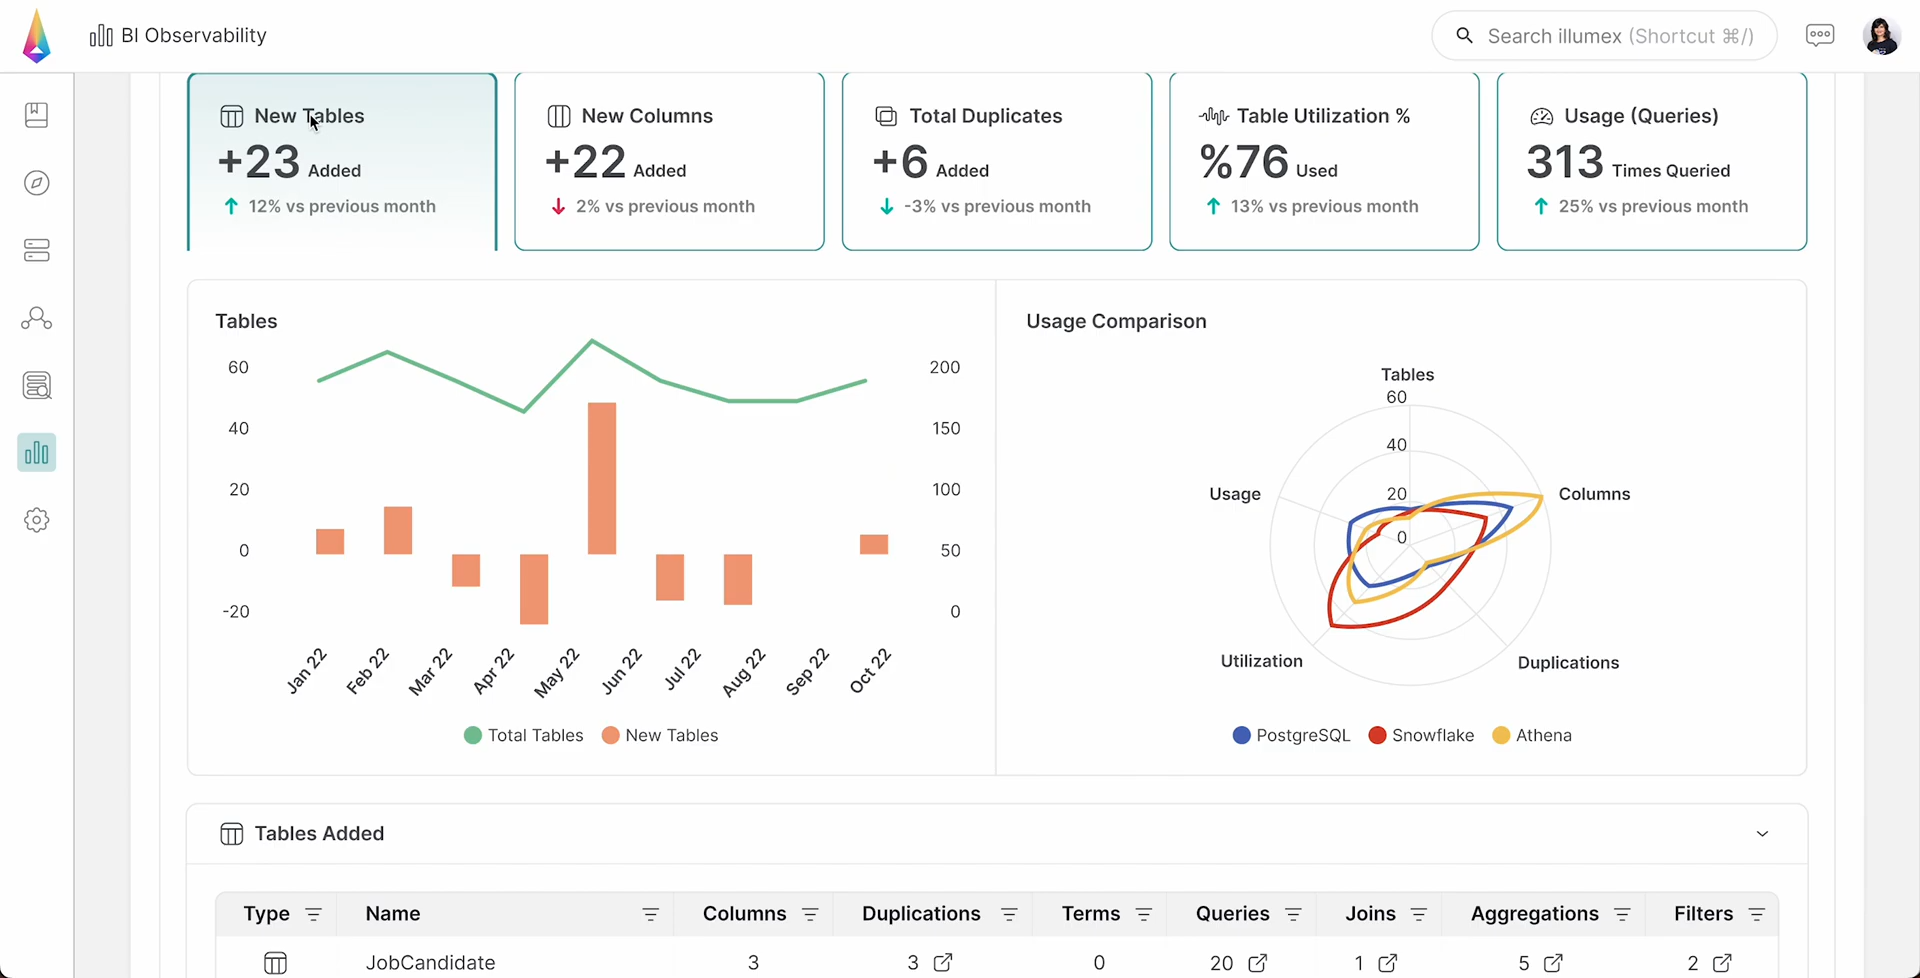 BI Observability
Search illumex (Shortcut ⌘/)
New Tables
+23 Added
12% vs previous month
New Columns
+22 Added
2% vs previous month
Total Duplicates
+6 Added
-3% vs previous month
Table Utilization %
%76 Used
13% vs previous month
Usage (Queries)
313 Times Queried
25% vs previous month
Tables
60
40
20
0
-20
200
150
100
50
0
Jan 22
Feb 22
Mar 22
Apr 22
May 22
Jun 22
Jul 22
Aug 22
Sep 22
Oct 22
Total Tables
New Tables
Usage Comparison
Tables
60
40
20
0
Usage
Columns
Utilization
Duplications
PostgreSQL
Snowflake
Athena
Tables Added
Type Name Columns Duplications Terms Queries Joins Aggregations Filters
JobCandidate 3 3 0 20 1 5 2